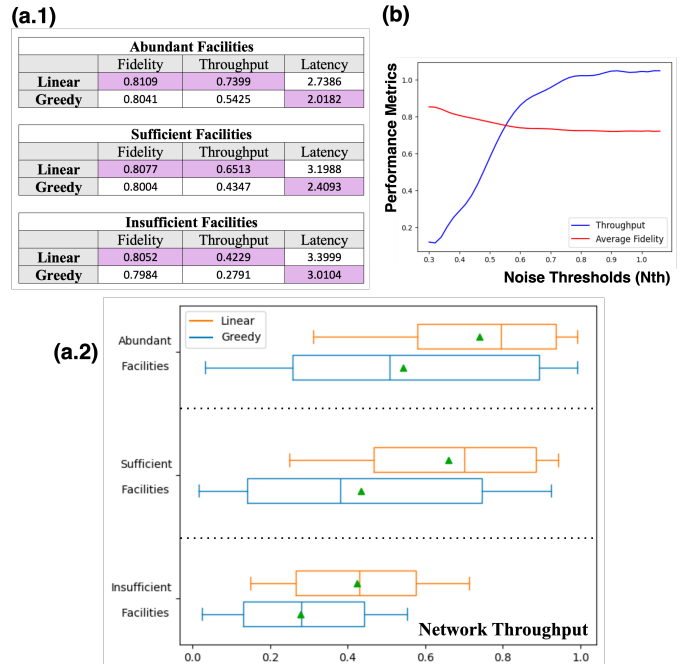 (a.1)
Abundant Facilities
Fidelity Throughput Latency
Linear 0.8109 0.7399 2.7386
Greedy 0.8041 0.5425 2.0182
Sufficient Facilities
Fidelity Throughput Latency
Linear 0.8077 0.6513 3.1988
Greedy 0.8004 0.4347 2.4093
Insufficient Facilities
Fidelity Throughput Latency
Linear 0.8052 0.4229 3.3999
Greedy 0.7984 0.2791 3.0104
(b)
Performance Metrics
1.0
0.8
0.6
0.4
0.2
Throughput
Average Fidelity
0.3 0.4 0.5 0.6 0.7 0.8 0.9 1.0
Noise Thresholds (Nth)
(a.2)
Linear
Greedy
Abundant
Facilities
Sufficient
Facilities
Insufficient
Facilities
Network Throughput
0.0 0.2 0.4 0.6 0.8 1.0